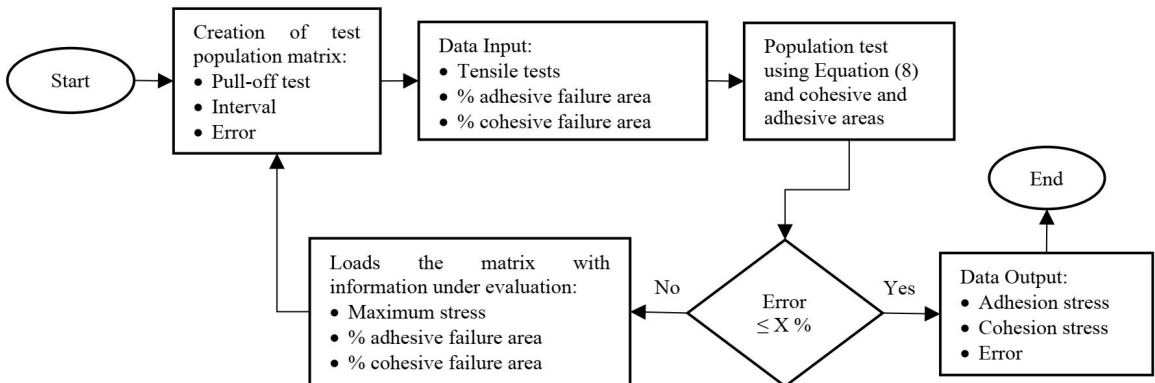 Start
Creation of test
population matrix:
• Pull-off test
• Interval
• Error
Data Input:
• Tensile tests
• % adhesive failure area
• % cohesive failure area
Population test
using Equation (8)
and cohesive and
adhesive areas
Error
≤ X %
No
Yes
Loads the matrix with
information under evaluation:
• Maximum stress
• % adhesive failure area
• % cohesive failure area
Data Output:
• Adhesion stress
• Cohesion stress
• Error
End